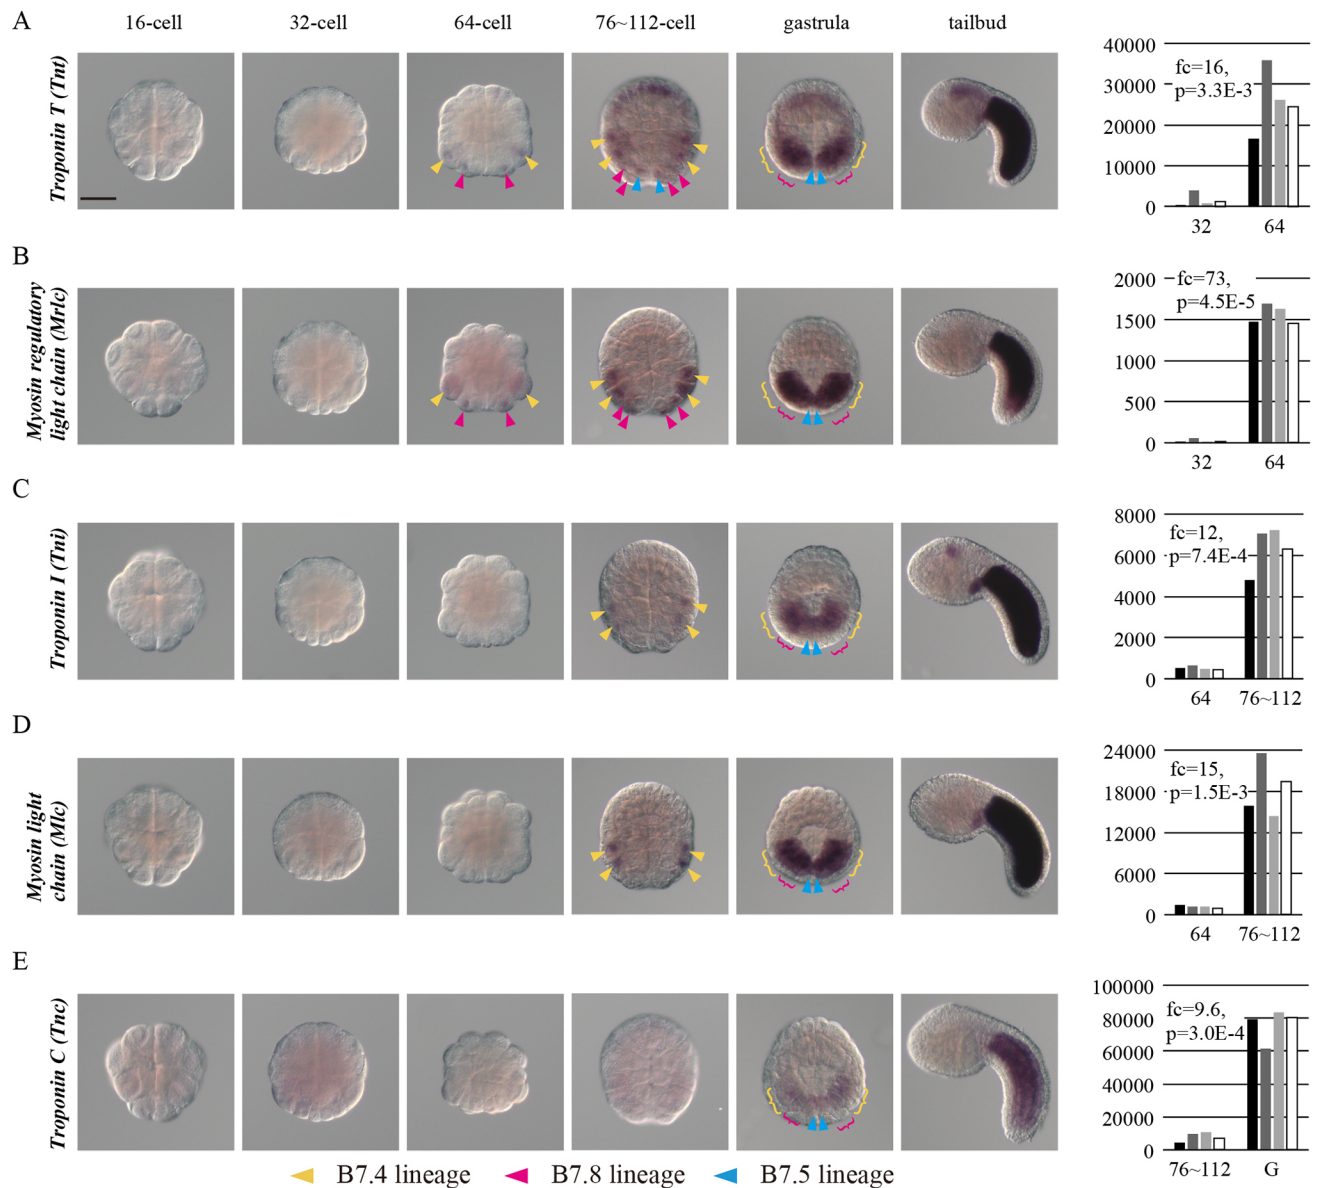 A
16-cell
32-cell
64-cell
76~112-cell
gastrula
tailbud
Troponin T (Tnt)
40000
30000
20000
10000
0
fc=16,
p=3.3E-3
32
64
B
Myosin regulatory
light chain (Mrlc)
2000
1500
1000
500
0
fc=73,
p=4.5E-5
32
64
C
Troponin I (Tni)
8000
6000
4000
2000
0
fc=12,
p=7.4E-4
64
76~112
D
Myosin light
chain (Mlc)
24000
18000
12000
6000
0
fc=15,
p=1.5E-3
64
76~112
E
Troponin C (Tnc)
100000
80000
60000
40000
20000
0
fc=9.6,
p=3.0E-4
76~112
G
B7.4 lineage
B7.8 lineage
B7.5 lineage